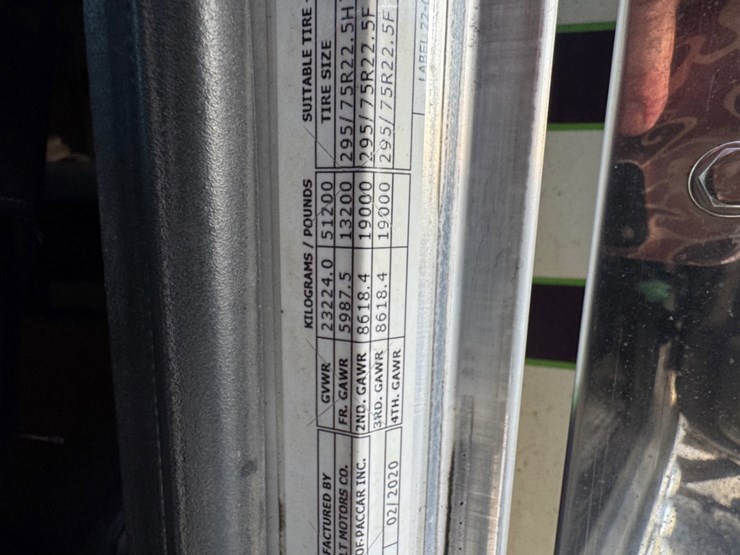 KILOGRAMS / POUNDS SUITABLE TIRE -
FACTURED BY GVWR 23224.0 51200 TIRE SIZE
LT MOTORS CO. FR. GAWR 5987.5 13200 295/75R22.5H
OF PACCAR INC. 2ND. GAWR 8618.4 19000 295/75R22.5F
3RD. GAWR 8618.4 19000 295/75R22.5F
02/2020 4TH. GAWR
LABEL 22-